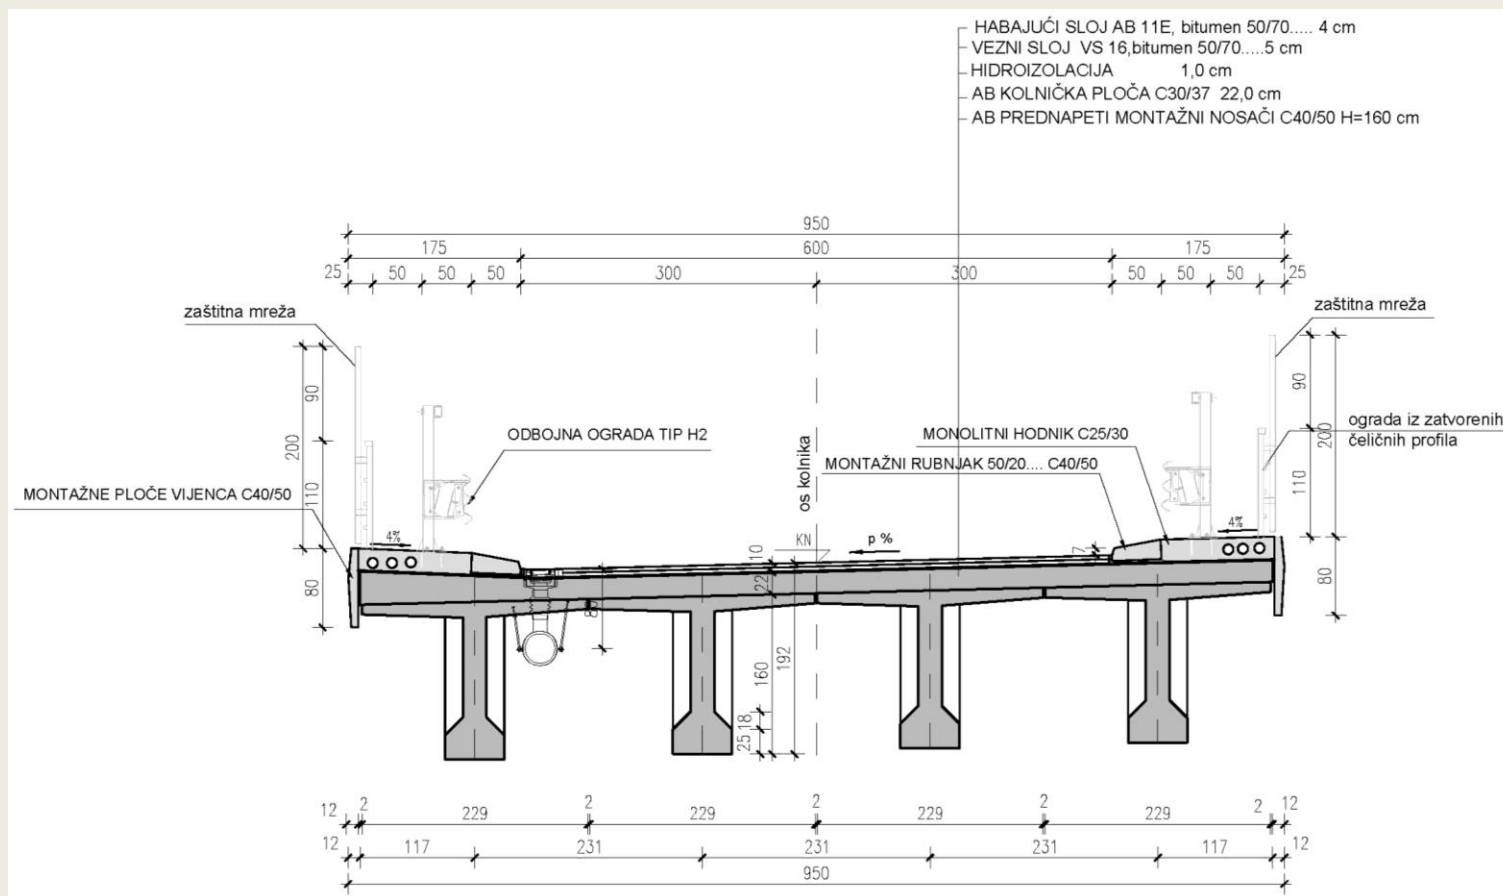 HABAJUĆI SLOJ AB 11E, bitumen 50/70..... 4 cm
VEZNI SLOJ VS 16,bitumen 50/70.....5 cm
HIDROIZOLACIJA 1,0 cm
AB KOLNIČKA PLOČA C30/37 22,0 cm
AB PREDNAPETI MONTAŽNI NOSAČI C40/50 H=160 cm
950
175 600 175
25 50 50 50 300 300 50 50 50 25
zaštitna mreža
zaštitna mreža
90
200
110
80
90
200
110
80
ograda iz zatvorenih
čeličnih profila
ODBOJNA OGRADA TIP H2
os kolnika
MONOLITNI HODNIK C25/30
MONTAŽNI RUBNJAK 50/20.... C40/50
MONTAŽNE PLOČE VIJENCA C40/50
4%
KN
p %
7
4%
10
22
160
192
18
25
12 2 229 2 229 2 229 2 229 2 12
12 117 231 231 231 117 12
950